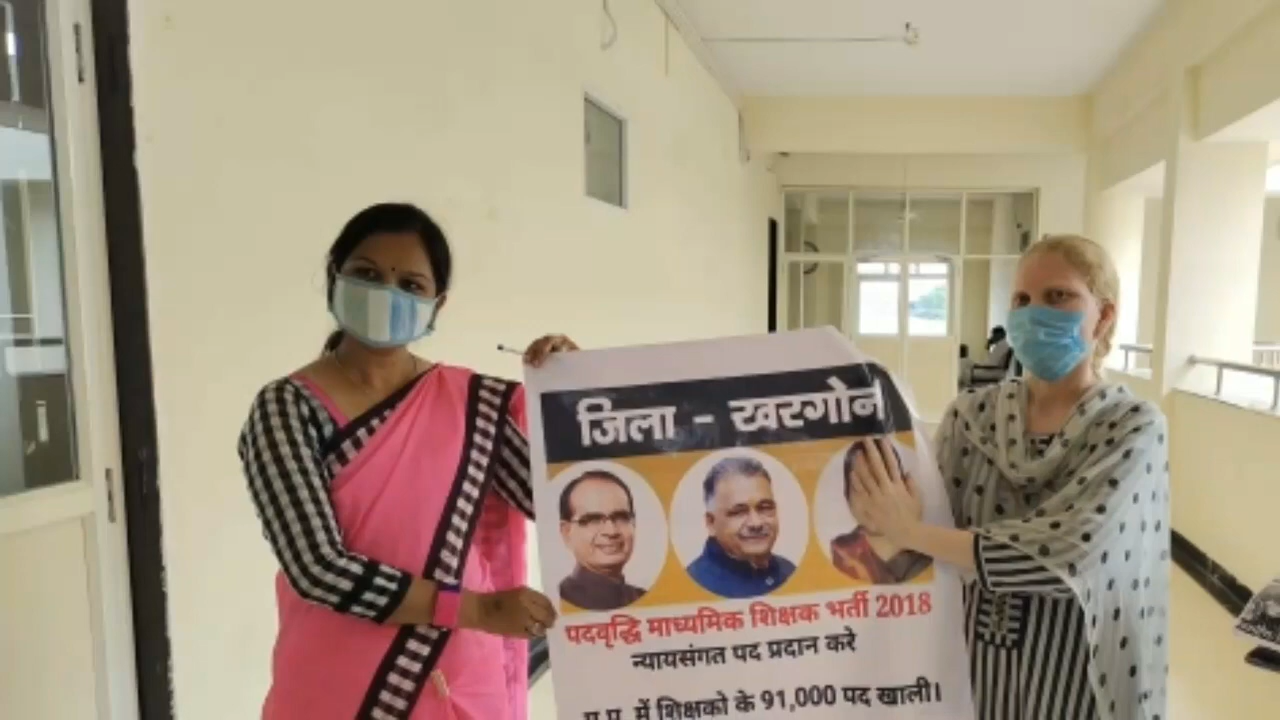 जिला - खरगोन
पदवृद्धि माध्यमिक शिक्षक भर्ती 2018
न्यायसंगत पद प्रदान करे
म.प्र. में शिक्षको के 91,000 पद खाली।